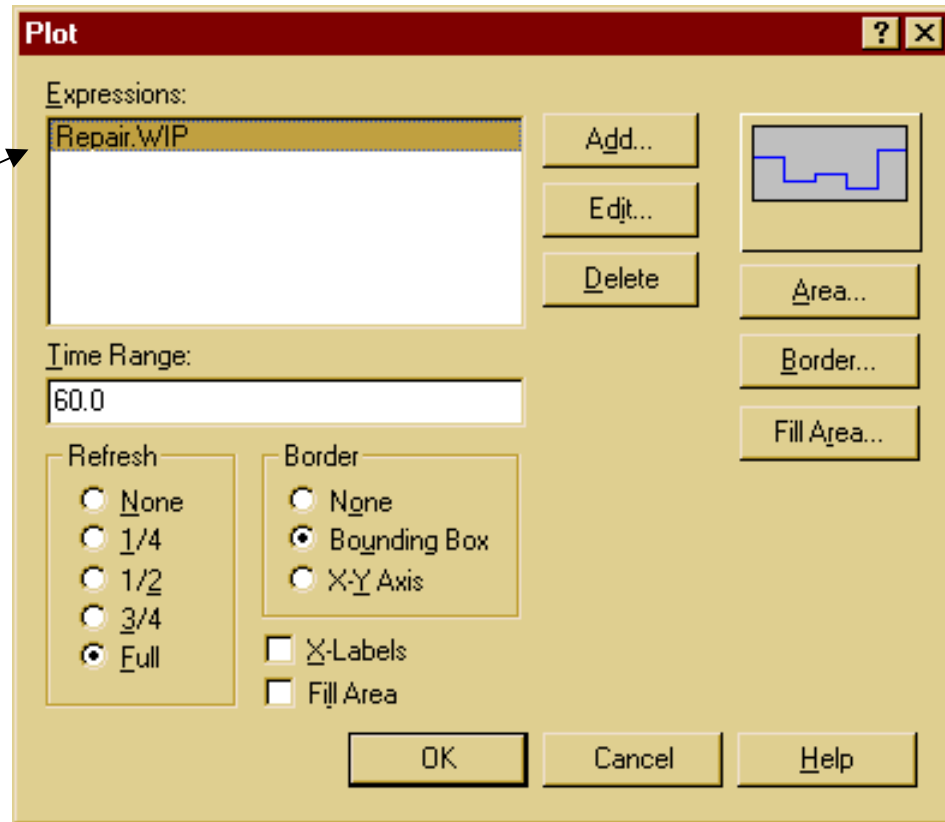 Plot
Expressions:
Repair.WIP
Add...
Edit...
Delete
Area...
Border...
Fill Area...
Time Range:
60.0
Refresh
None
1/4
1/2
3/4
Full
Border
None
Bounding Box
X-Y Axis
X-Labels
Fill Area
OK
Cancel
Help